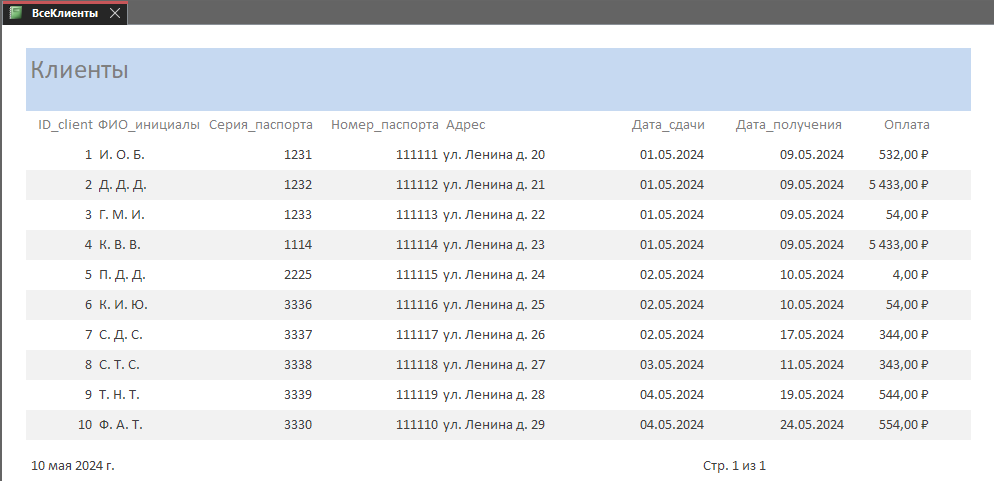 ВсеКлиенты
Клиенты
ID_client ФИО_инициалы Серия_паспорта Номер_паспорта Адрес Дата_сдачи Дата_получения Оплата
1 И. О. Б. 1231 111111 ул. Ленина д. 20 01.05.2024 09.05.2024 532,00 ₽
2 Д. Д. Д. 1232 111112 ул. Ленина д. 21 01.05.2024 09.05.2024 5 433,00 ₽
3 Г. М. И. 1233 111113 ул. Ленина д. 22 01.05.2024 09.05.2024 54,00 ₽
4 К. В. В. 1114 111114 ул. Ленина д. 23 01.05.2024 09.05.2024 5 433,00 ₽
5 П. Д. Д. 2225 111115 ул. Ленина д. 24 02.05.2024 10.05.2024 4,00 ₽
6 К. И. Ю. 3336 111116 ул. Ленина д. 25 02.05.2024 10.05.2024 54,00 ₽
7 С. Д. С. 3337 111117 ул. Ленина д. 26 02.05.2024 17.05.2024 344,00 ₽
8 С. Т. С. 3338 111118 ул. Ленина д. 27 03.05.2024 11.05.2024 343,00 ₽
9 Т. Н. Т. 3339 111119 ул. Ленина д. 28 04.05.2024 19.05.2024 544,00 ₽
10 Ф. А. Т. 3330 111110 ул. Ленина д. 29 04.05.2024 24.05.2024 554,00 ₽
10 мая 2024 г. Стр. 1 из 1